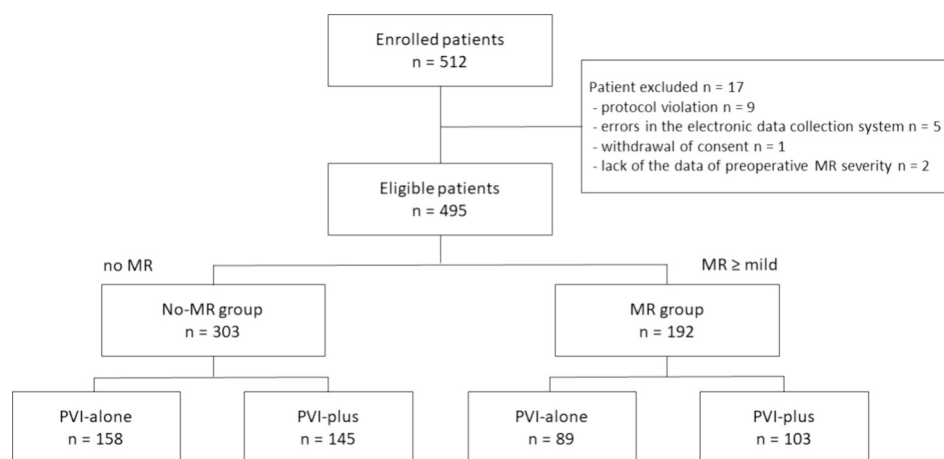 Enrolled patients
n = 512
Patient excluded n = 17
- protocol violation n = 9
- errors in the electronic data collection system n = 5
- withdrawal of consent n = 1
- lack of the data of preoperative MR severity n = 2
Eligible patients
n = 495
no MR
MR ≥ mild
No-MR group
n = 303
MR group
n = 192
PVI-alone
n = 158
PVI-plus
n = 145
PVI-alone
n = 89
PVI-plus
n = 103